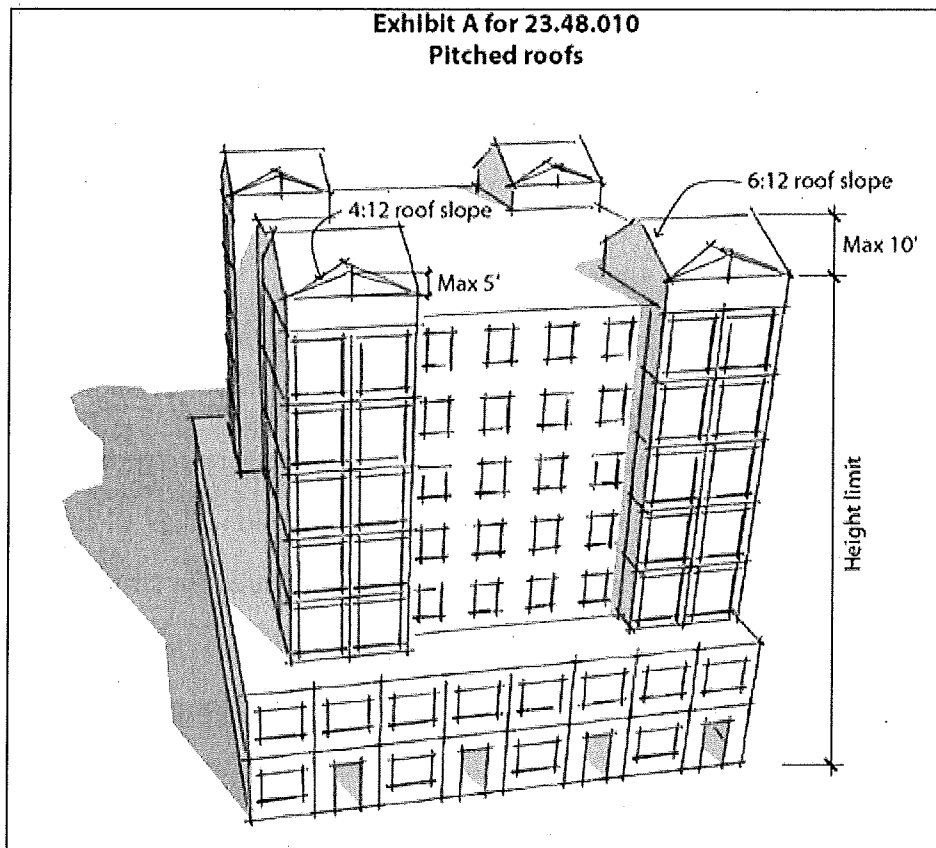 Exhibit A for 23.48.010
Pitched roofs
6:12 roof slope
4:12 roof slope
Max 10'
Max 5'
Height limit